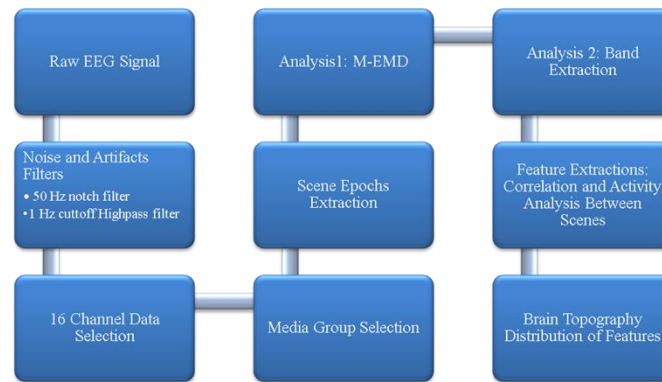 Raw EEG Signal
Noise and Artifacts
Filters
• 50 Hz notch filter
• 1 Hz cuttoff Highpass filter
16 Channel Data
Selection
Media Group Selection
Scene Epochs
Extraction
Analysis1: M-EMD
Analysis 2: Band
Extraction
Feature Extractions:
Correlation and Activity
Analysis Between
Scenes
Brain Topography
Distribution of Features